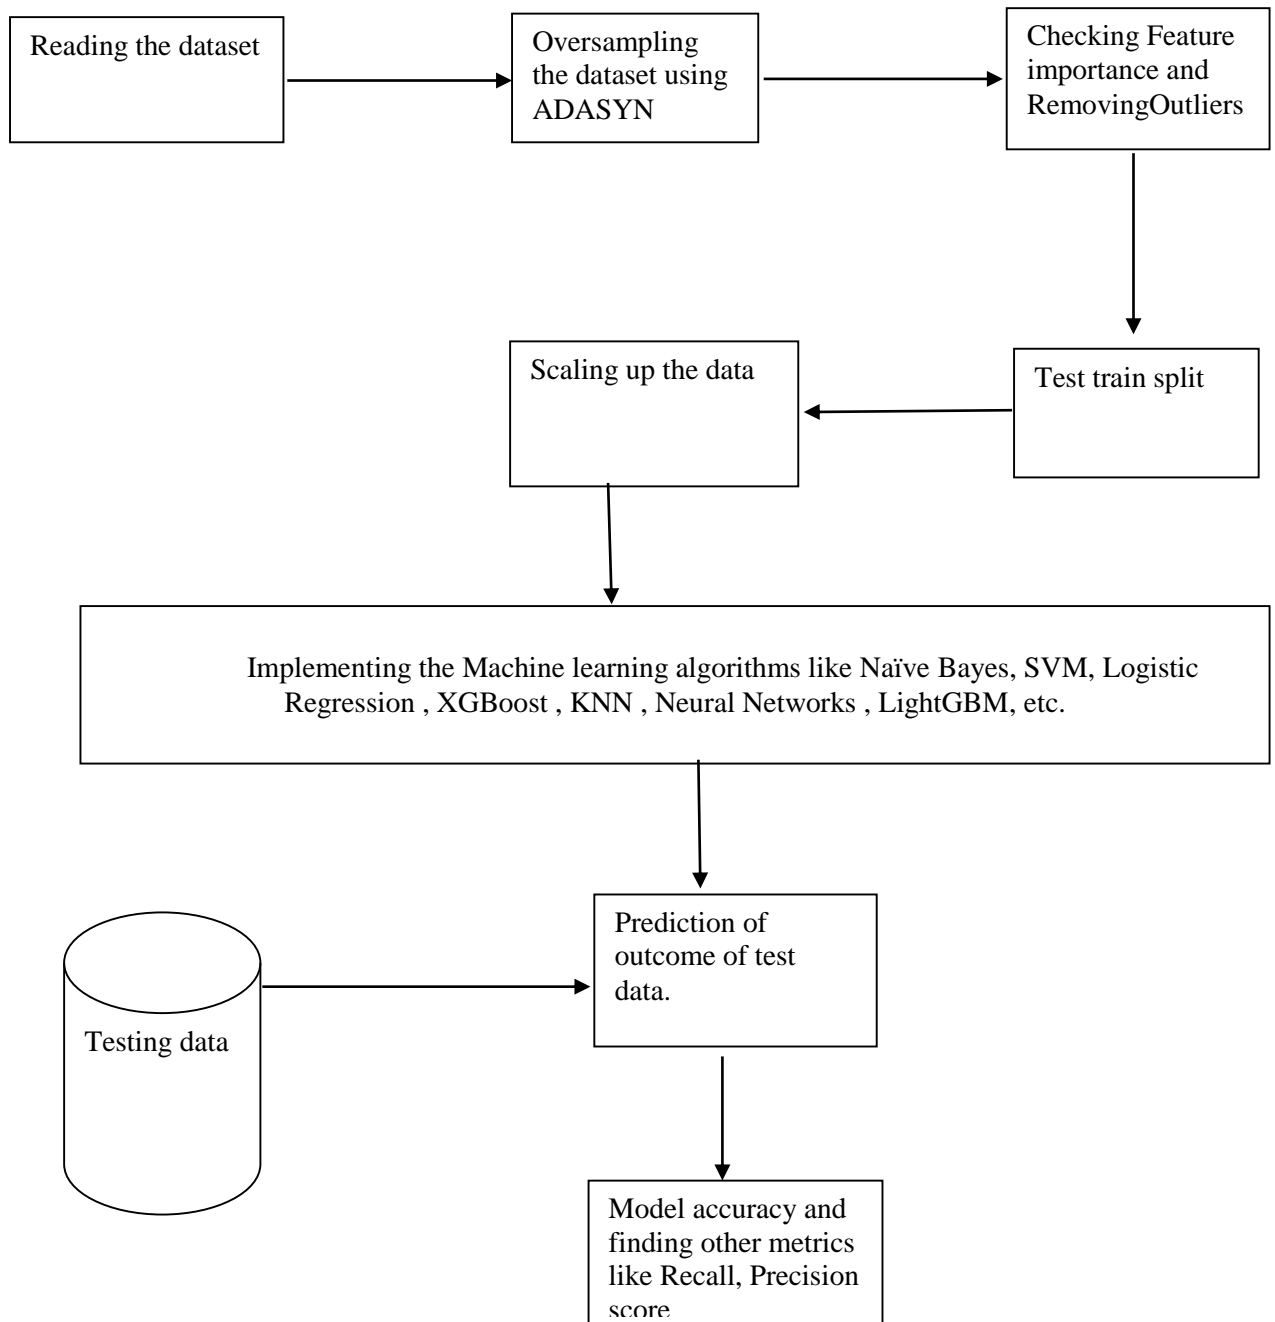 Reading the dataset
Oversampling
the dataset using
ADASYN
Checking Feature
importance and
RemovingOutliers
Scaling up the data
Test train split
Implementing the Machine learning algorithms like Naïve Bayes, SVM, Logistic
Regression , XGBoost , KNN , Neural Networks , LightGBM, etc.
Prediction of
outcome of test
data.
Testing data
Model accuracy and
finding other metrics
like Recall, Precision
score